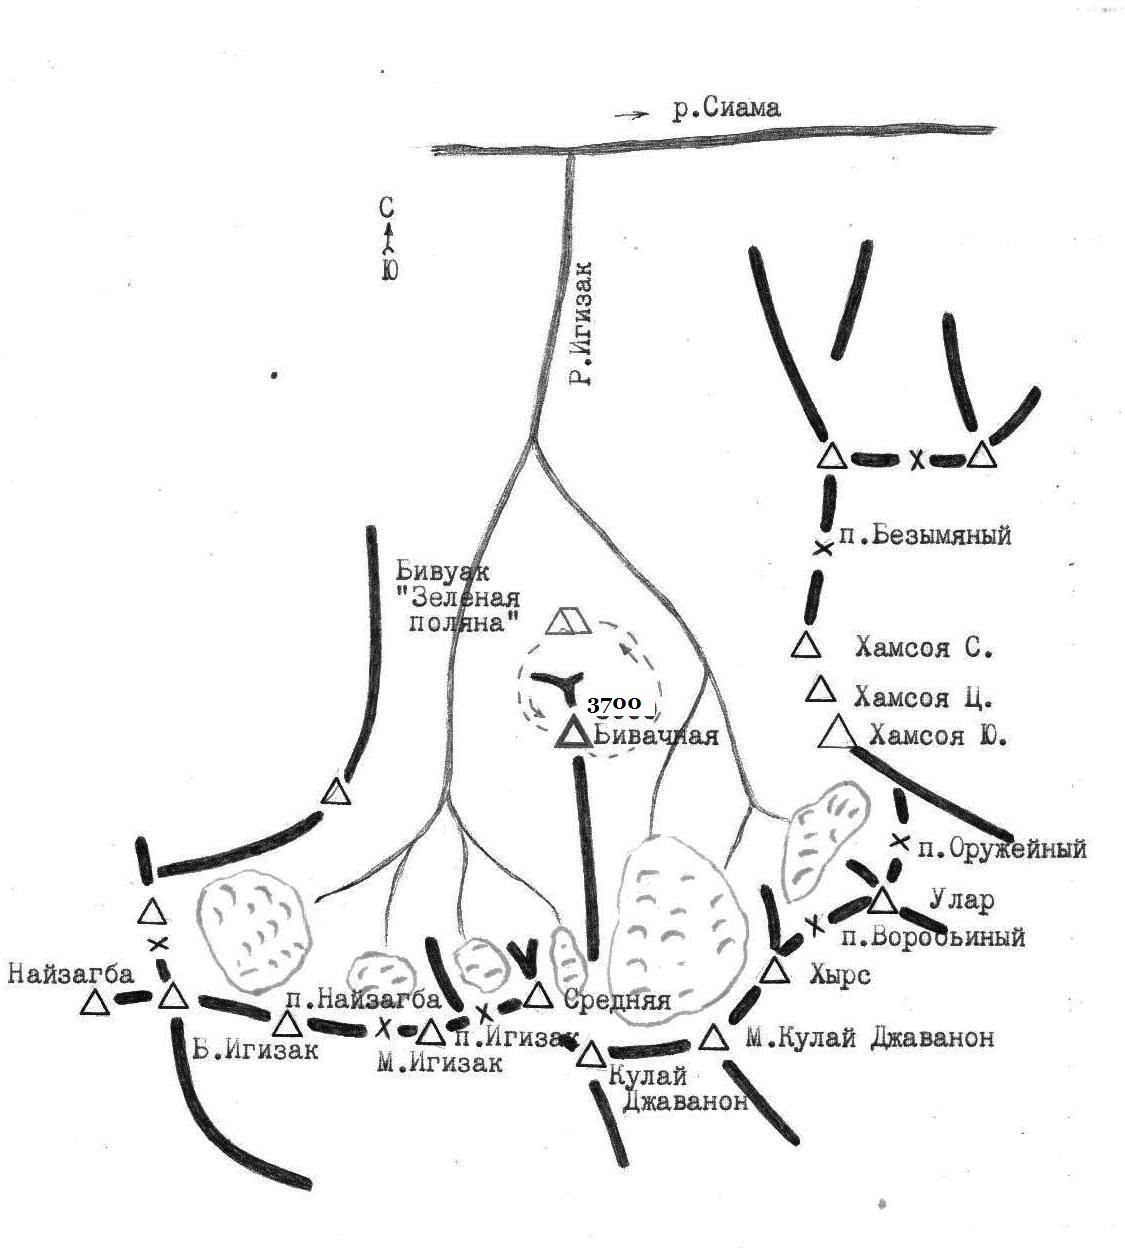 р.Сиама
С
Ю
Р.Игизак
п.Безымяный
Бивуак
"Зеленая
поляна"
Хамсоя С.
Хамсоя Ц.
3700
Бивачная
Хамсоя Ю.
п.Оружейный
Улар
п.Воробьиный
Найзагба
Хырс
п.Найзагба
Средняя
п.Игизак
М.Кулай Джаванон
Б.Игизак
М.Игизак
Кулай
Джаванон